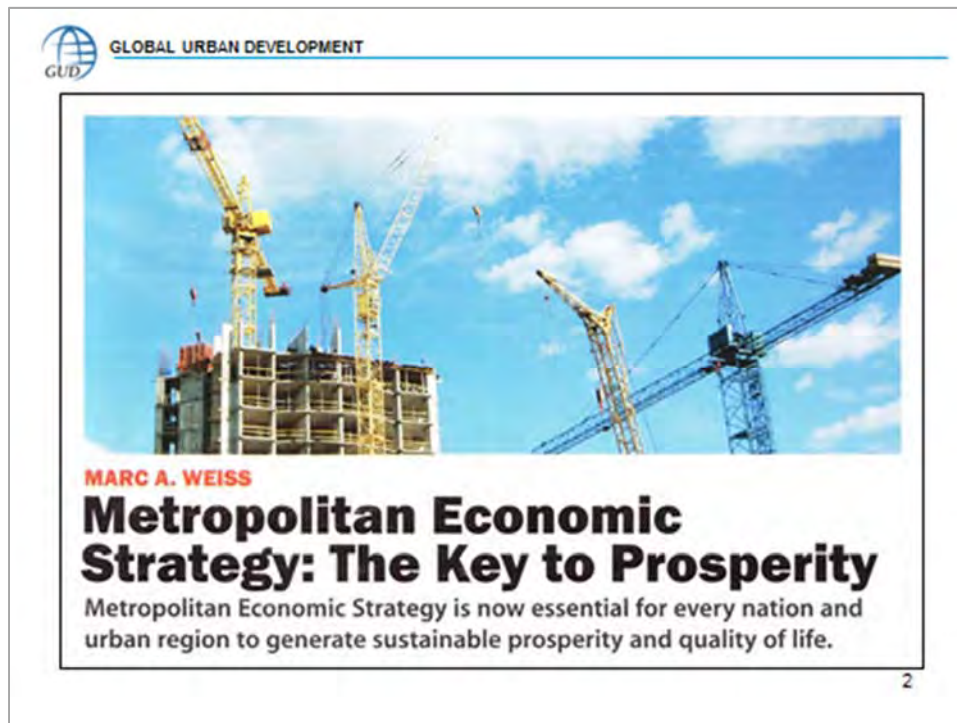 GUD
GLOBAL URBAN DEVELOPMENT
MARC A. WEISS
Metropolitan Economic
Strategy: The Key to Prosperity
Metropolitan Economic Strategy is now essential for every nation and
urban region to generate sustainable prosperity and quality of life.
2